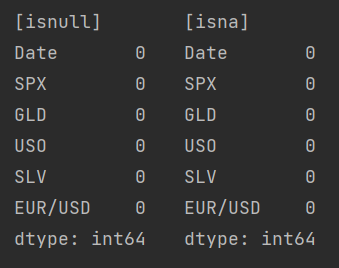 [isnull]    [isna]
Date        0    Date        0
SPX         0    SPX         0
GLD         0    GLD         0
USO         0    USO         0
SLV         0    SLV         0
EUR/USD     0    EUR/USD     0
dtype: int64    dtype: int64